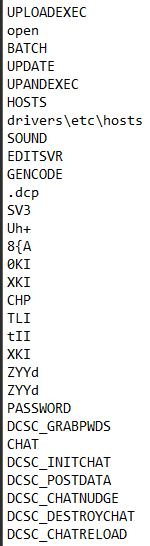 UPLOADEXEC
open
BATCH
UPDATE
UPANDEXEC
HOSTS
drivers\etc\hosts
SOUND
EDITSVR
GENCODE
.dcp
SV3
Uh+
8{A
0KI
XKI
CHP
TLI
tII
XKI
ZYYd
ZYYd
PASSWORD
DCSC_GRABPWDS
CHAT
DCSC_INITCHAT
DCSC_POSTDATA
DCSC_CHATNUDGE
DCSC_DESTROYCHAT
DCSC_CHATRELOAD